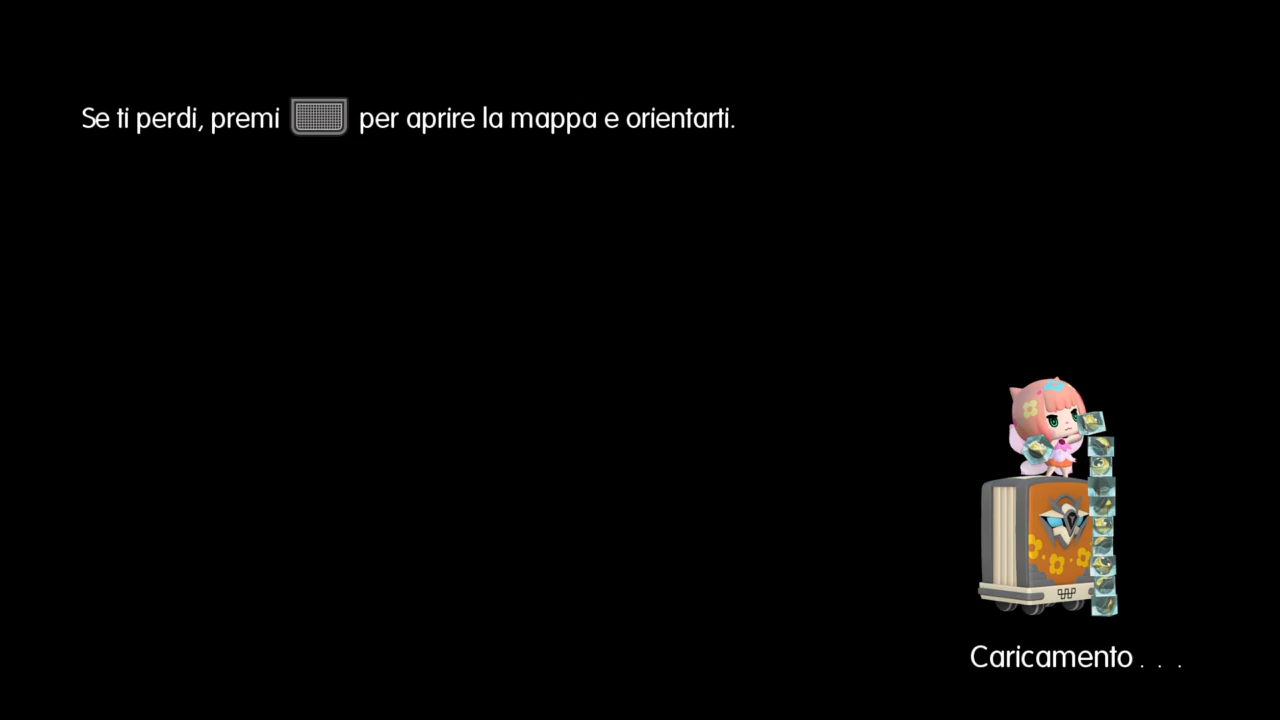 Se ti perdi, premi per aprire la mappa e orientarti.
Caricamento . . .